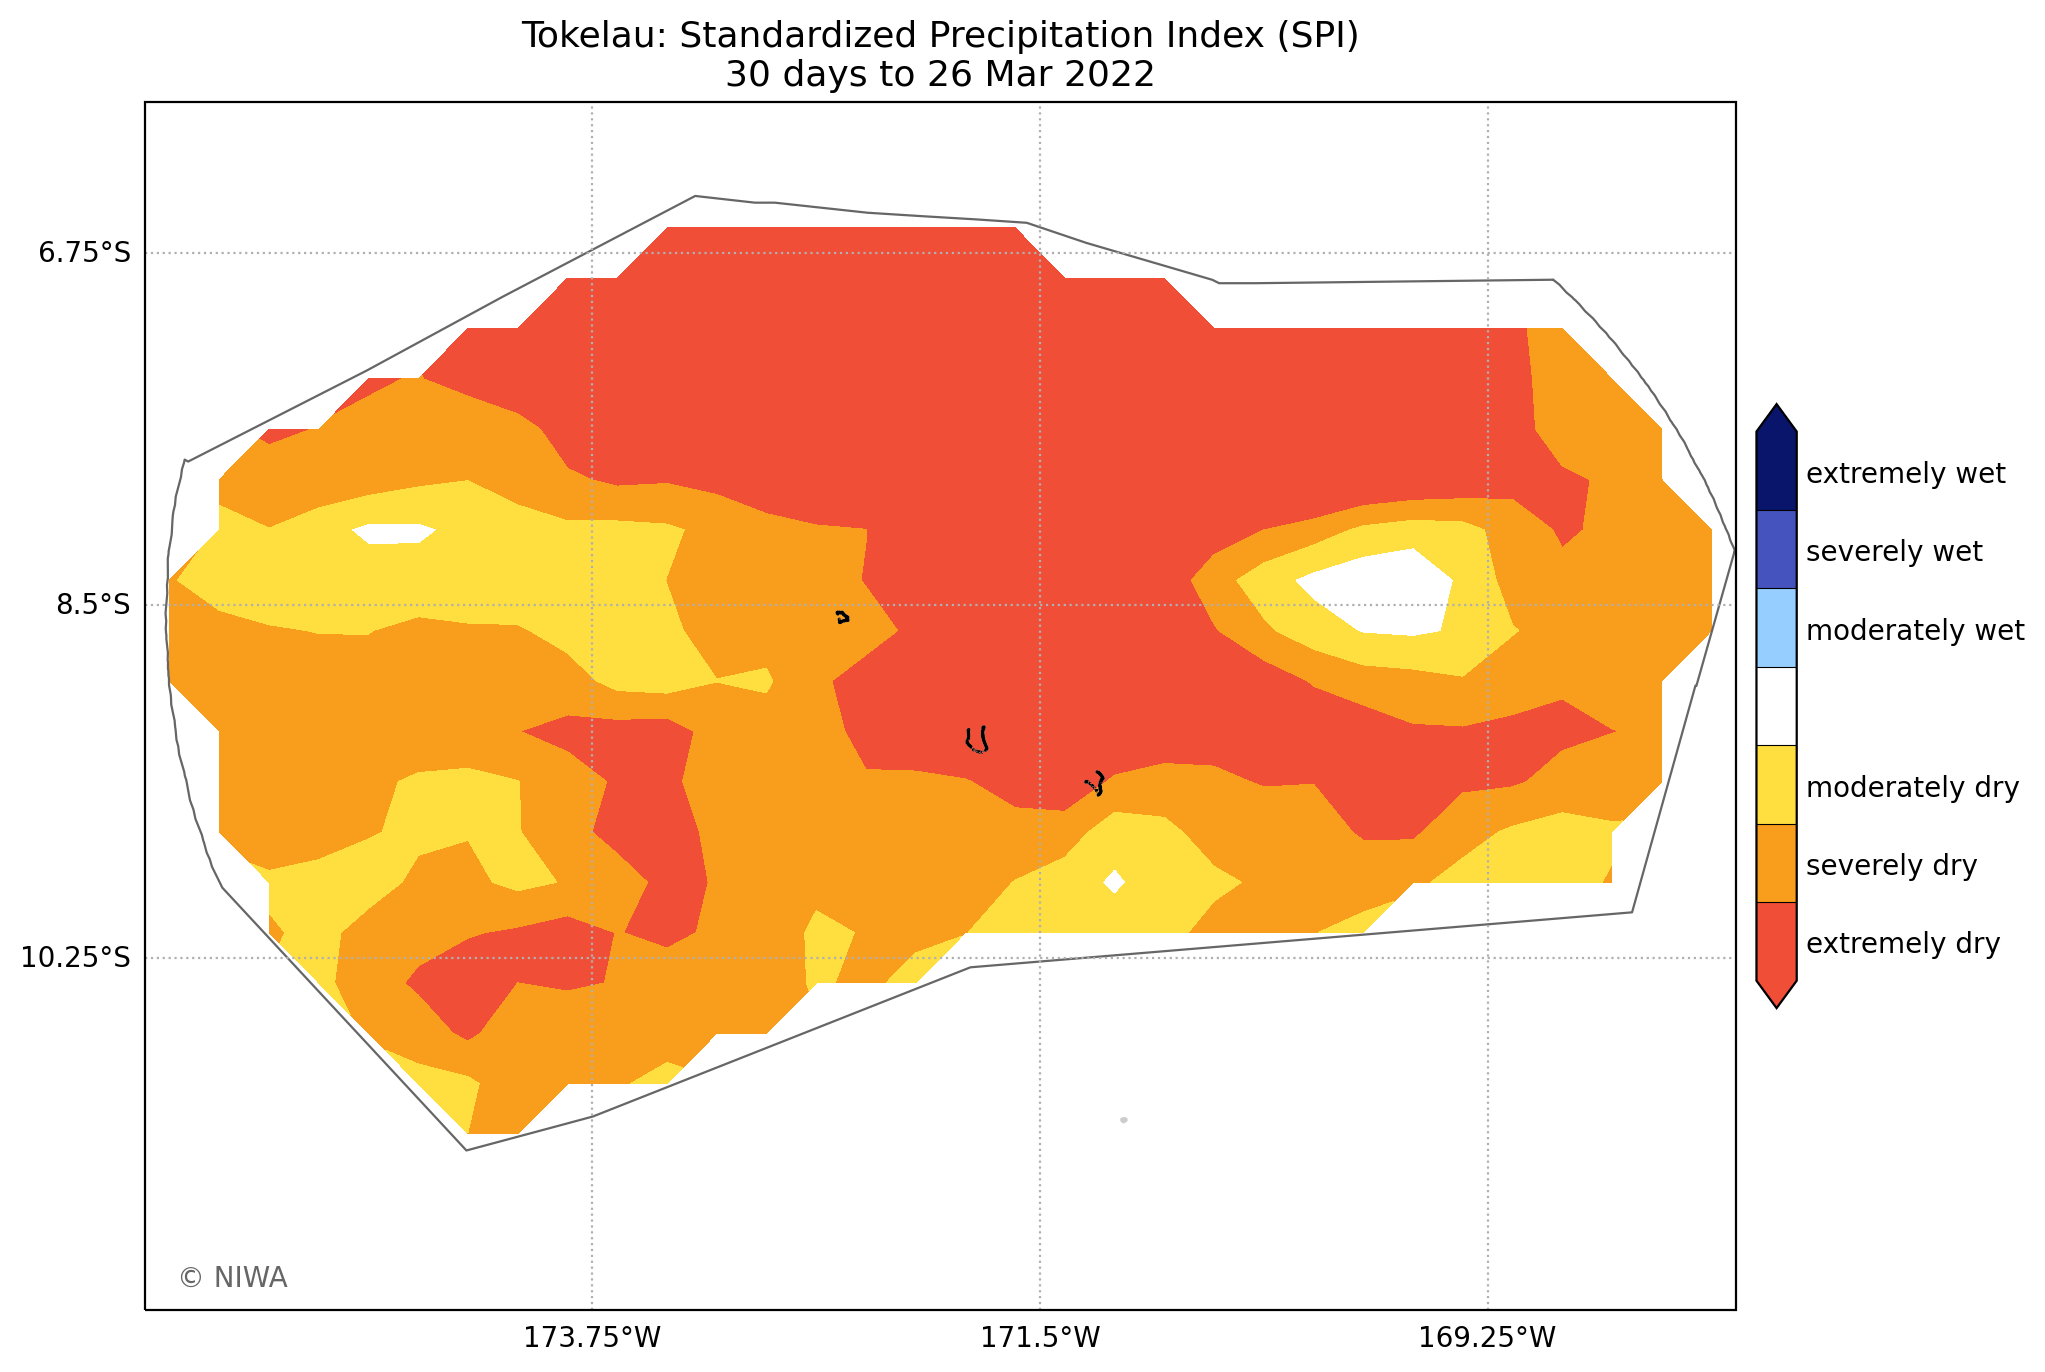 Tokelau: Standardized Precipitation Index (SPI)
30 days to 26 Mar 2022
6.75°S
8.5°S
10.25°S
173.75°W
171.5°W
169.25°W
extremely wet
severely wet
moderately wet
moderately dry
severely dry
extremely dry
© NIWA